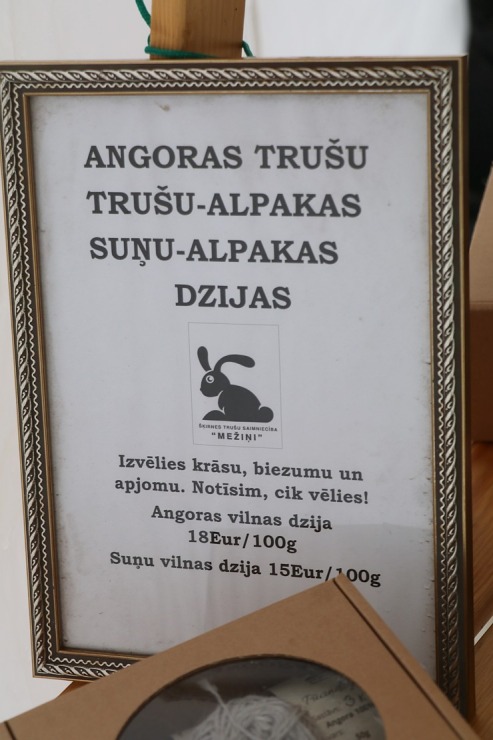 ANGORAS TRUŠU
TRUŠU-ALPAKAS
SUŅU-ALPAKAS
DZIJAS
ŠĶIRNES TRUŠU SAIMNIECĪBA
"MEŽIŅI"
Izvēlies krāsu, biezumu un
apjomu. Notīsim, cik vēlies!
Angoras vilnas dzija
18Eur/100g
Suņu vilnas dzija 15Eur/100g